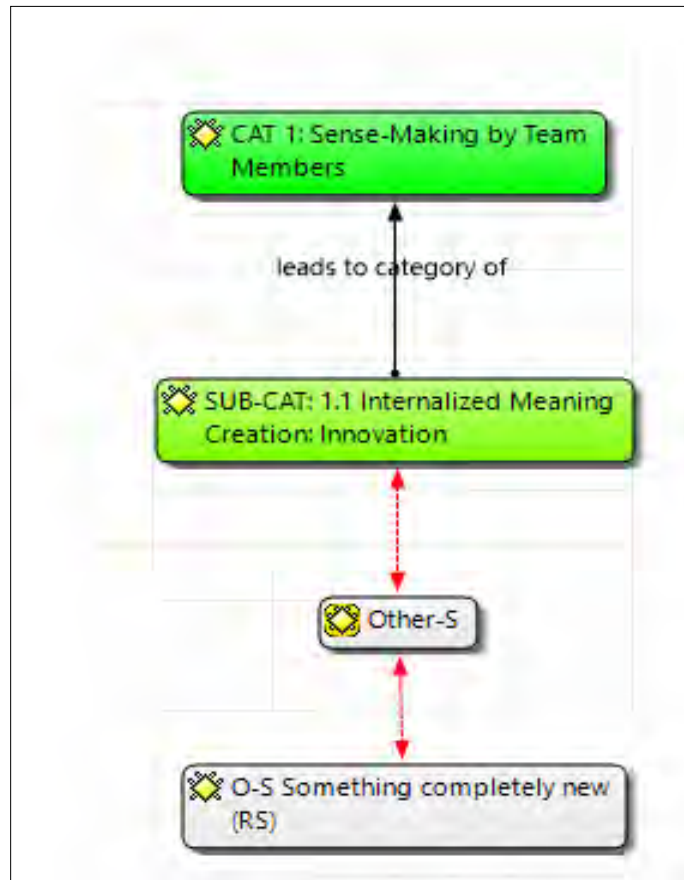 CAT 1: Sense-Making by Team
Members
leads to category of
SUB-CAT: 1.1 Internalized Meaning
Creation: Innovation
Other-S
O-S Something completely new
(RS)